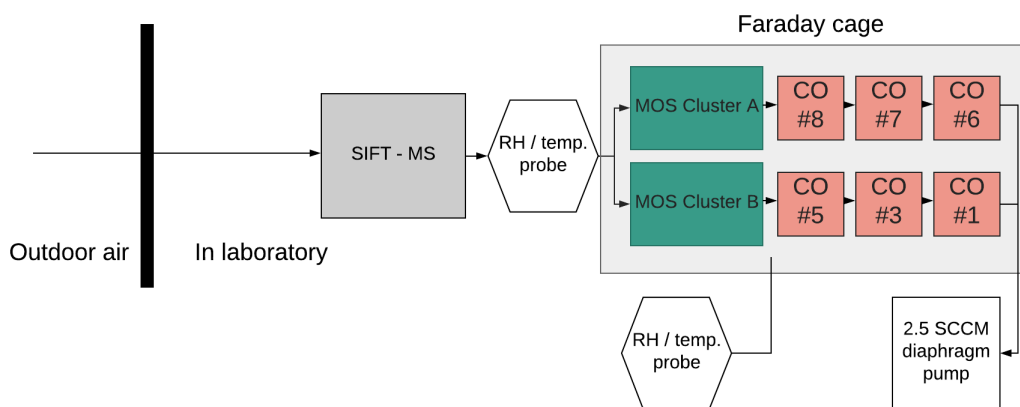 Faraday cage
Outdoor air
In laboratory
SIFT - MS
RH / temp.
probe
MOS Cluster A
CO
#8
CO
#7
CO
#6
MOS Cluster B
CO
#5
CO
#3
CO
#1
RH / temp.
probe
2.5 SCCM
diaphragm
pump